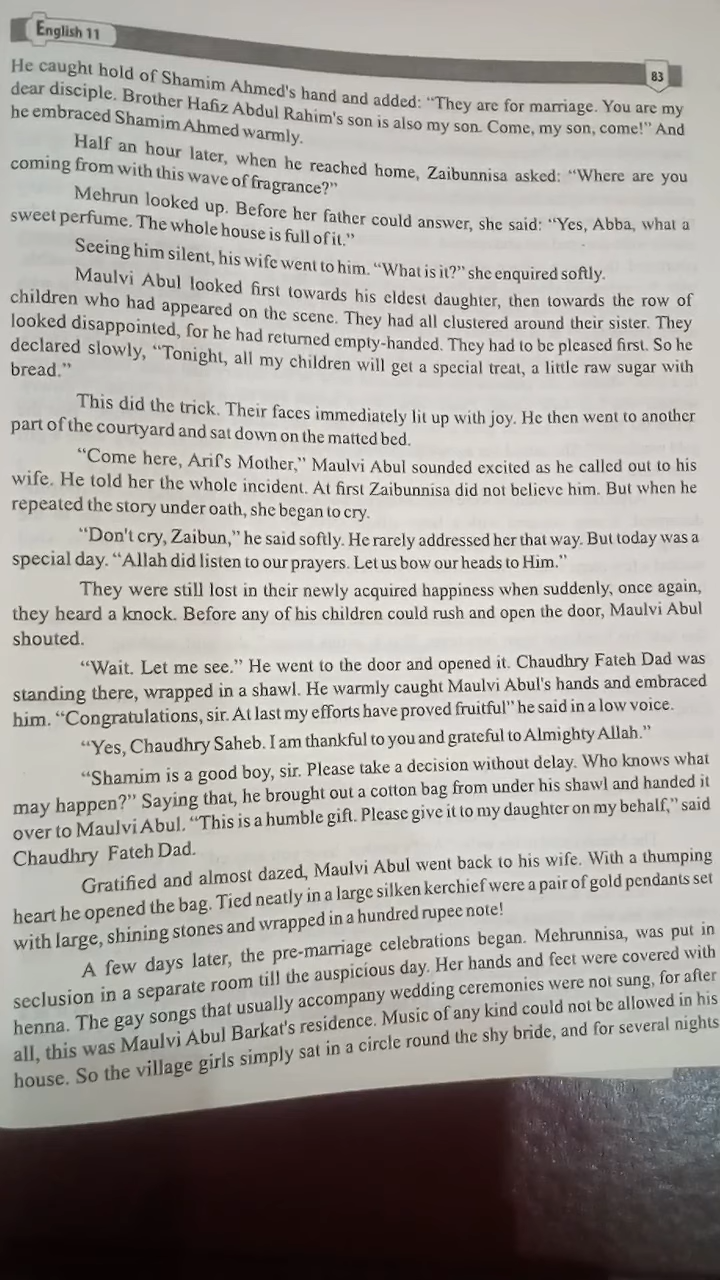 English 11
83
He caught hold of Shamim Ahmed's hand and added: “They are for marriage. You are my
dear disciple. Brother Hafiz Abdul Rahim's son is also my son. Come, my son, come!” And
he embraced Shamim Ahmed warmly.
Half an hour later, when he reached home, Zaibunnisa asked: “Where are you
coming from with this wave of fragrance?”
Mehrun looked up. Before her father could answer, she said: “Yes, Abba, what a
sweet perfume. The whole house is full of it.”
Seeing him silent, his wife went to him. “What is it?” she enquired softly.
Maulvi Abul looked first towards his eldest daughter, then towards the row of
children who had appeared on the scene. They had all clustered around their sister. They
looked disappointed, for he had returned empty-handed. They had to be pleased first. So he
declared slowly, “Tonight, all my children will get a special treat, a little raw sugar with
bread.”
This did the trick. Their faces immediately lit up with joy. He then went to another
part of the courtyard and sat down on the matted bed.
“Come here, Arif's Mother,” Maulvi Abul sounded excited as he called out to his
wife. He told her the whole incident. At first Zaibunnisa did not believe him. But when he
repeated the story under oath, she began to cry.
“Don't cry, Zaibun,” he said softly. He rarely addressed her that way. But today was a
special day. “Allah did listen to our prayers. Let us bow our heads to Him.”
They were still lost in their newly acquired happiness when suddenly, once again,
they heard a knock. Before any of his children could rush and open the door, Maulvi Abul
shouted.
“Wait. Let me see.” He went to the door and opened it. Chaudhry Fateh Dad was
standing there, wrapped in a shawl. He warmly caught Maulvi Abul's hands and embraced
him. “Congratulations, sir. At last my efforts have proved fruitful” he said in a low voice.
“Yes, Chaudhry Saheb. I am thankful to you and grateful to Almighty Allah.”
“Shamim is a good boy, sir. Please take a decision without delay. Who knows what
may happen?” Saying that, he brought out a cotton bag from under his shawl and handed it
over to Maulvi Abul. “This is a humble gift. Please give it to my daughter on my behalf,” said
Chaudhry Fateh Dad.
Gratified and almost dazed, Maulvi Abul went back to his wife. With a thumping
heart he opened the bag. Tied neatly in a large silken kerchief were a pair of gold pendants set
with large, shining stones and wrapped in a hundred rupee note!
A few days later, the pre-marriage celebrations began. Mehrunnisa, was put in
seclusion in a separate room till the auspicious day. Her hands and feet were covered with
henna. The gay songs that usually accompany wedding ceremonies were not sung, for after
all, this was Maulvi Abul Barkat's residence. Music of any kind could not be allowed in his
house. So the village girls simply sat in a circle round the shy bride, and for several nights